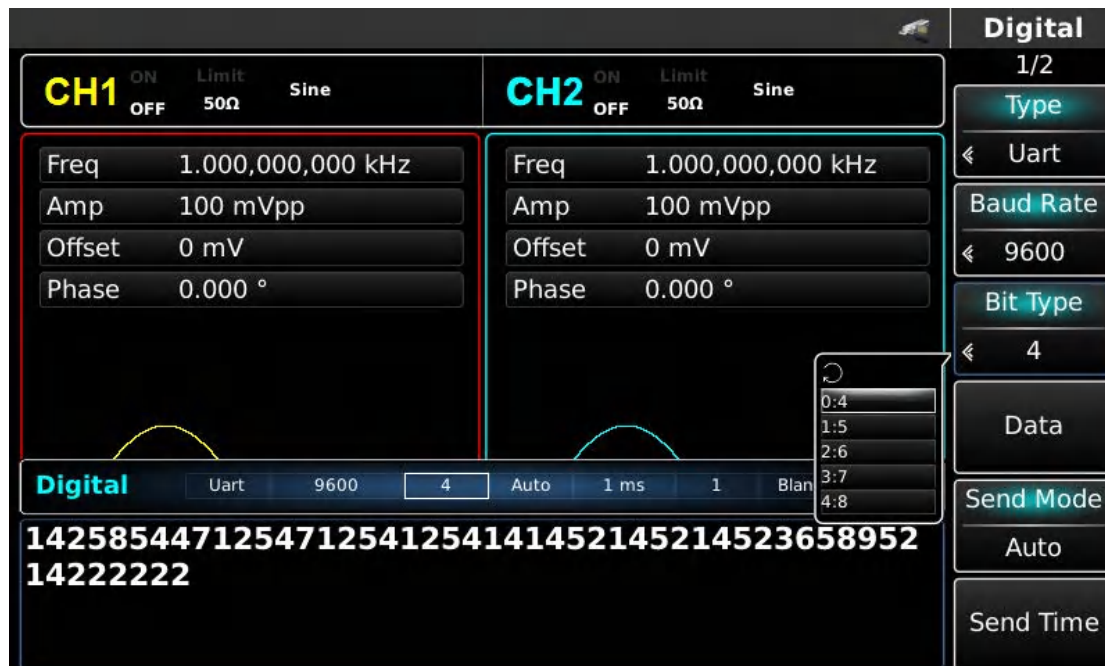 Digital
1/2
CH1 ON OFF Limit 50Ω Sine
CH2 ON OFF Limit 50Ω Sine
Type
Uart
Freq 1.000,000,000 kHz
Amp 100 mVpp
Offset 0 mV
Phase 0.000 °
Freq 1.000,000,000 kHz
Amp 100 mVpp
Offset 0 mV
Phase 0.000 °
Baud Rate
9600
Bit Type
4
0:4
1:5
2:6
3:7
4:8
Data
Digital Uart 9600 4 Auto 1 ms 1 Blan
Send Mode
Auto
142585447125471254125414145214521452365895​2
14222222
Send Time